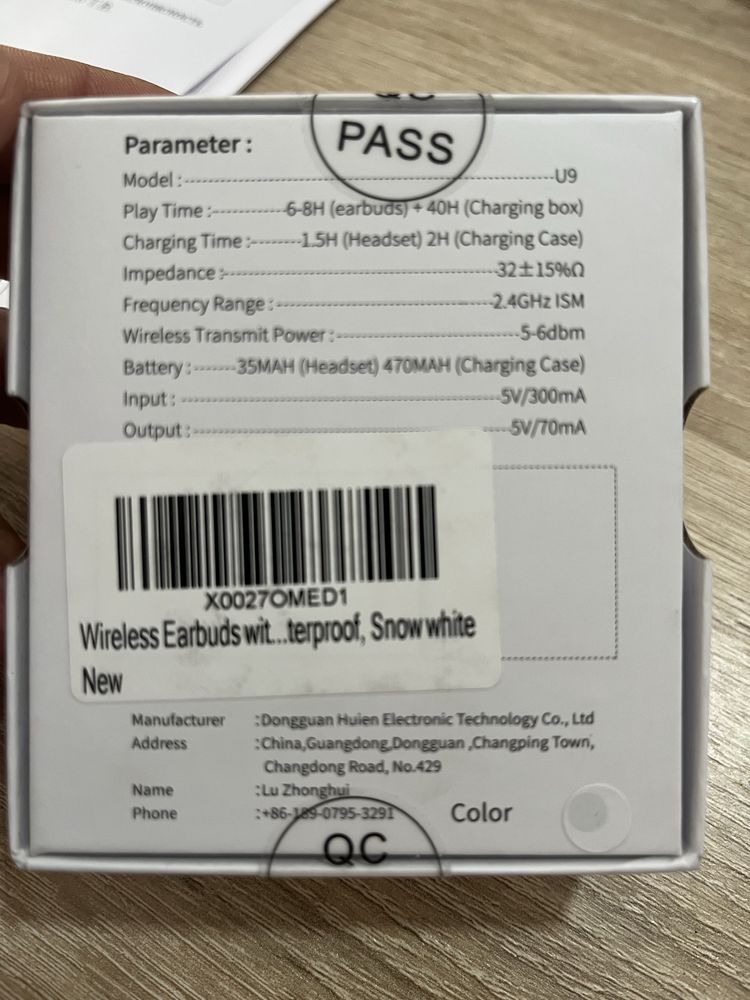 QC
PASS
Parameter :
Model :---U9
Play Time :---6-8H (earbuds) + 40H (Charging box)
Charging Time :---1.5H (Headset) 2H (Charging Case)
Impedance :---32±15%Ω
Frequency Range :---2.4GHz ISM
Wireless Transmit Power :---5-6dbm
Battery :---35MAH (Headset) 470MAH (Charging Case)
Input : ---5V/300mA
Output :---5V/70mA
X0027OMED1
Wireless Earbuds wit...terproof, Snow white
New
Manufacturer :Dongguan Huien Electronic Technology Co., Ltd
Address :China,Guangdong,Dongguan ,Changping Town,
Changdong Road, No.429
Name :Lu Zhonghui
Phone :+86-189-0795-3291
Color
QC